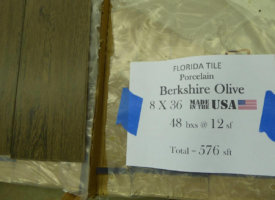 FLORIDA TILE
Porcelain
Berkshire Olive
8 X 36 MADE IN THE USA
48 bxs @ 12 sf
Total = 576 sft